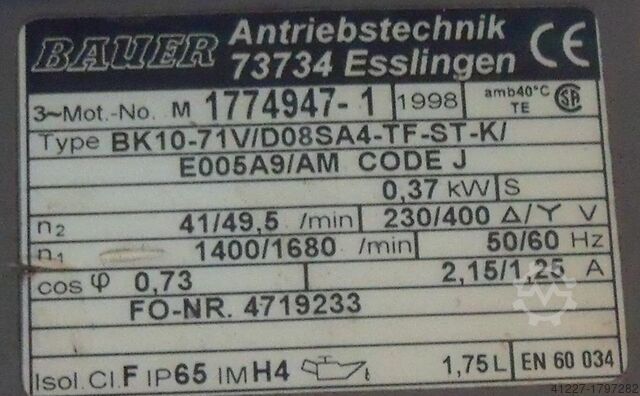 BAUER Antriebstechnik
73734 Esslingen CE
3~Mot.-No. M 1774947-1 1998 amb40°C
TE SA
Type BK10-71V/D08SA4-TF-ST-K/
E005A9/AM CODE J
0,37 kW S
n2 41/49,5 /min 230/400 Δ/Y V
n1 1400/1680 /min 50/60 Hz
cos φ 0,73 2,15/1,25 A
FO-NR. 4719233
Isol.Cl.F IP65 IM H4 1,75L EN 60 034
41227-1797282